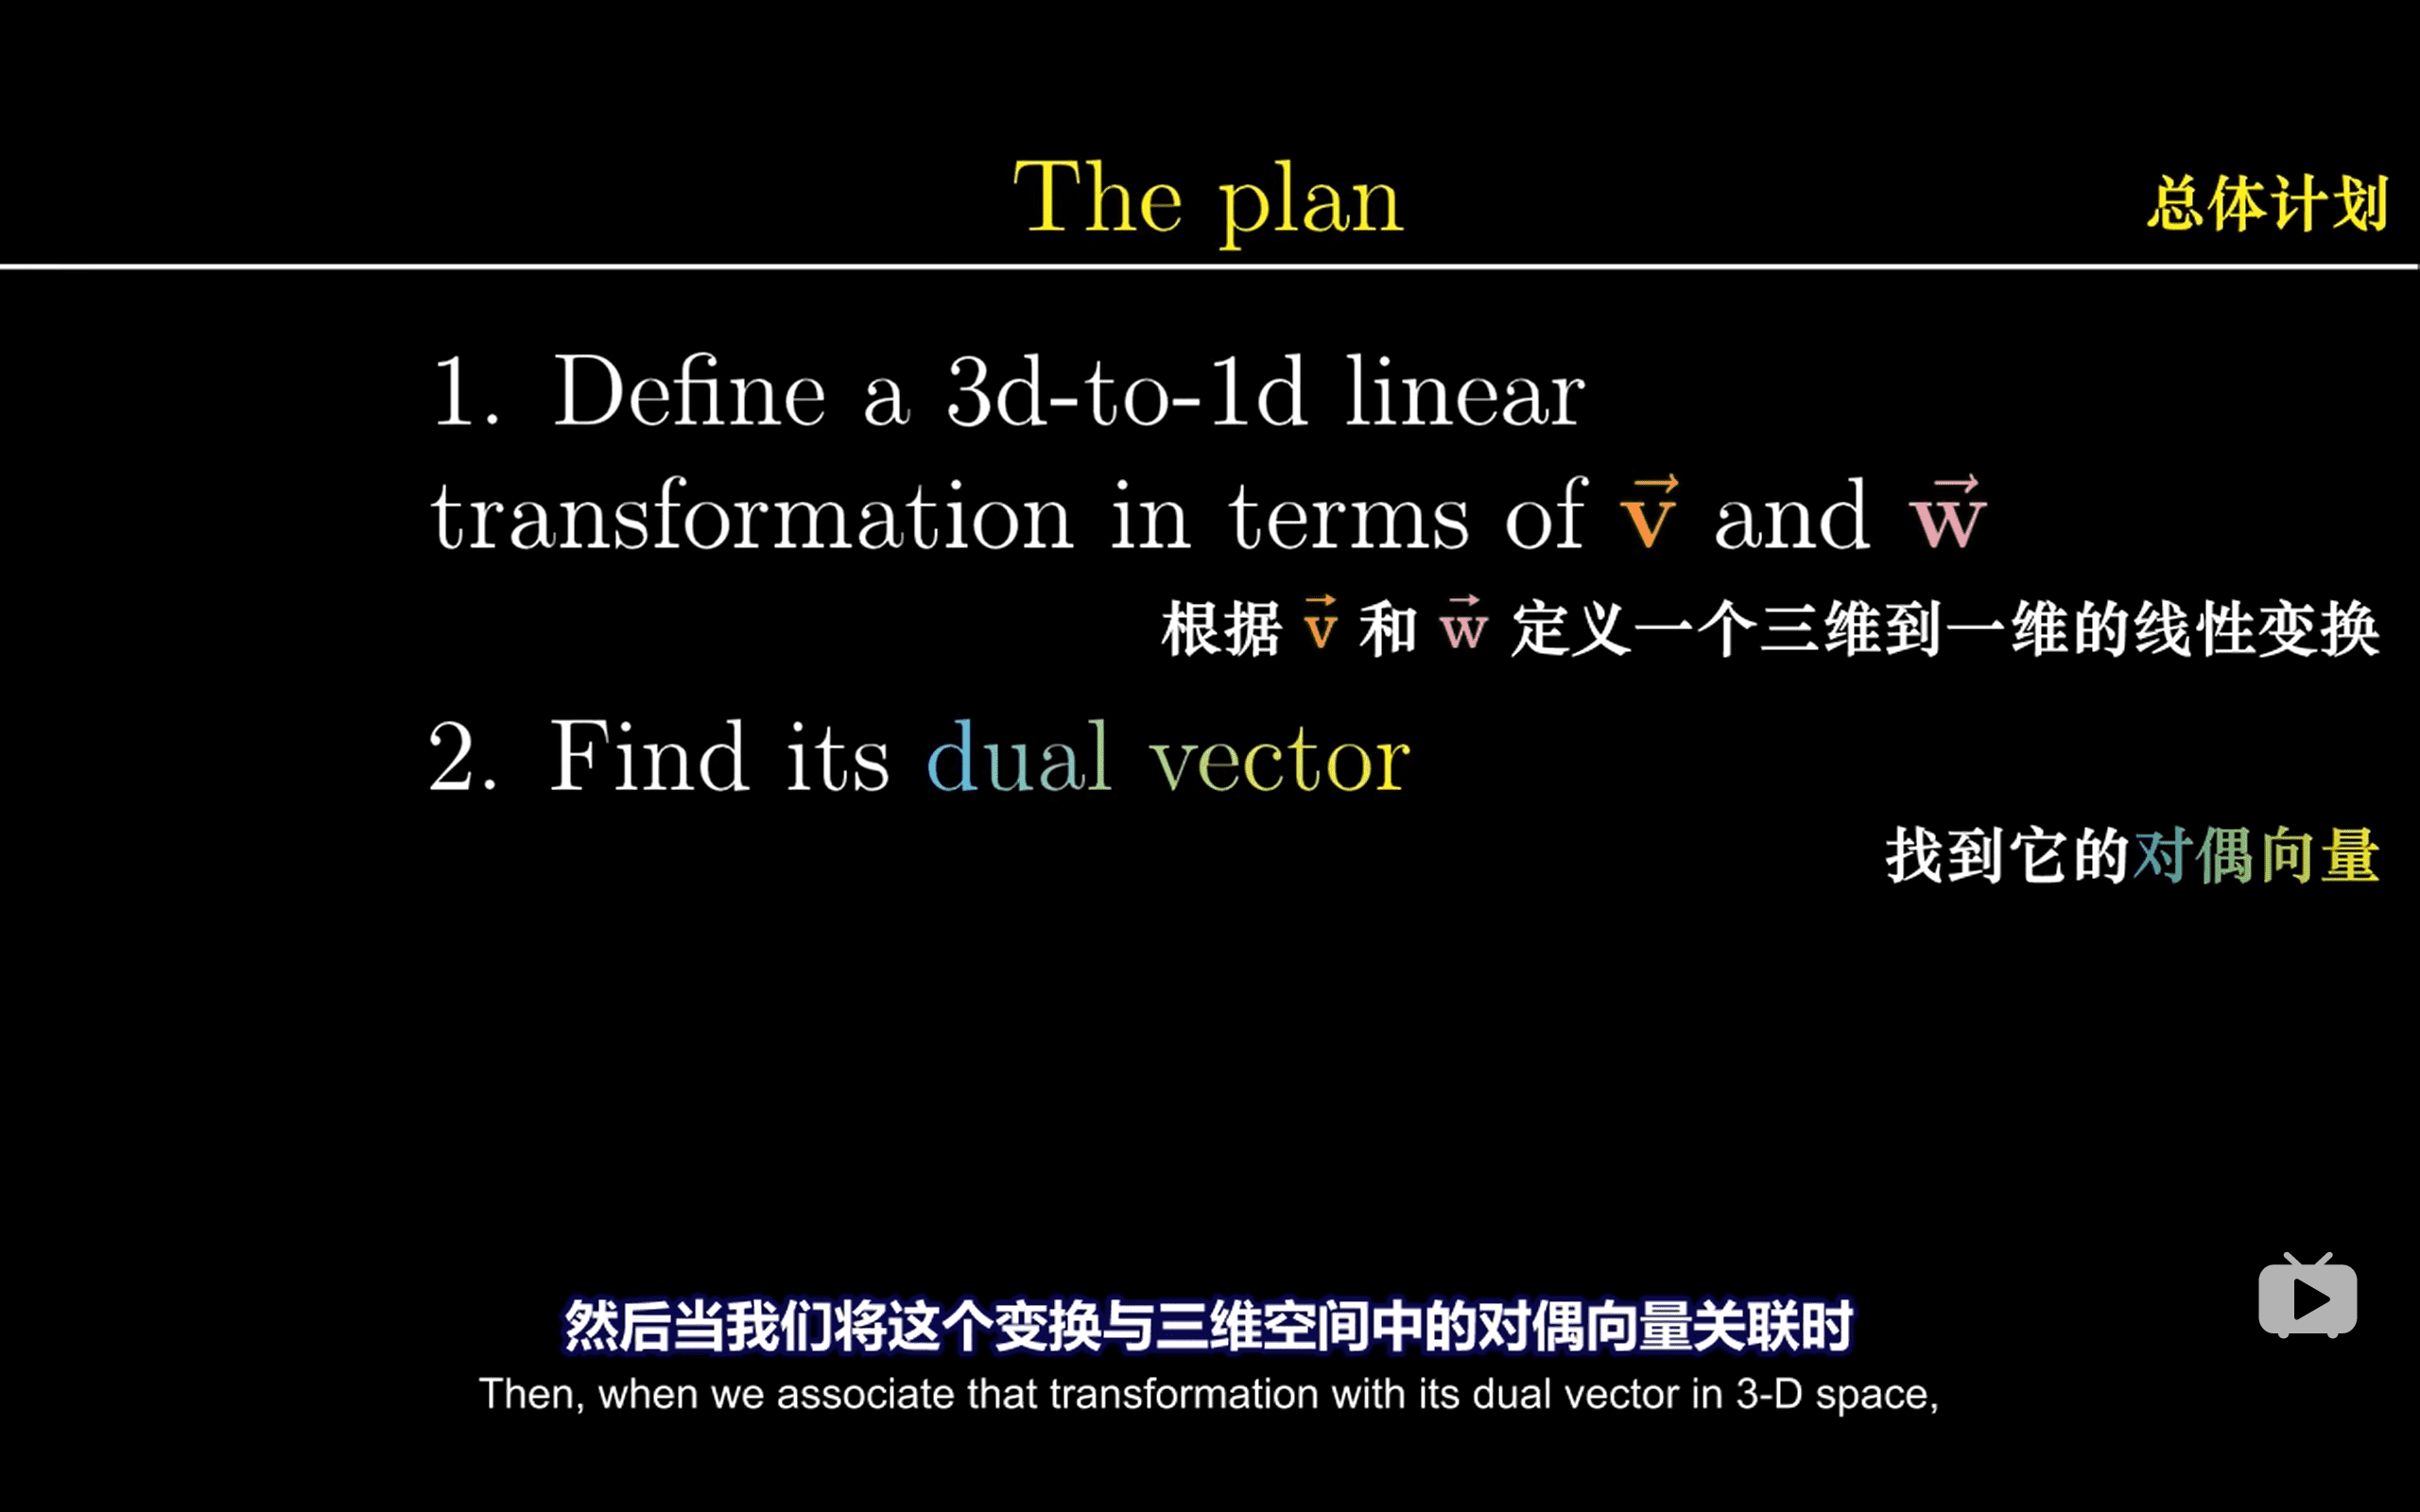 The plan
总体计划
1. Define a 3d-to-1d linear
transformation in terms of v⃗ and w⃗
根据 v⃗ 和 w⃗ 定义一个三维到一维的线性变换
2. Find its dual vector
找到它的对偶向量
然后当我们将这个变换与三维空间中的对偶向量关联时
Then, when we associate that transformation with its dual vector in 3-D space,